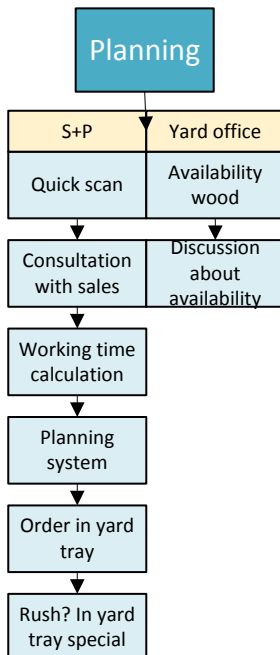 Planning
S+P
Yard office
Quick scan
Availability
wood
Consultation
with sales
Discussion
about
availability
Working time
calculation
Planning
system
Order in yard
tray
Rush? In yard
tray special